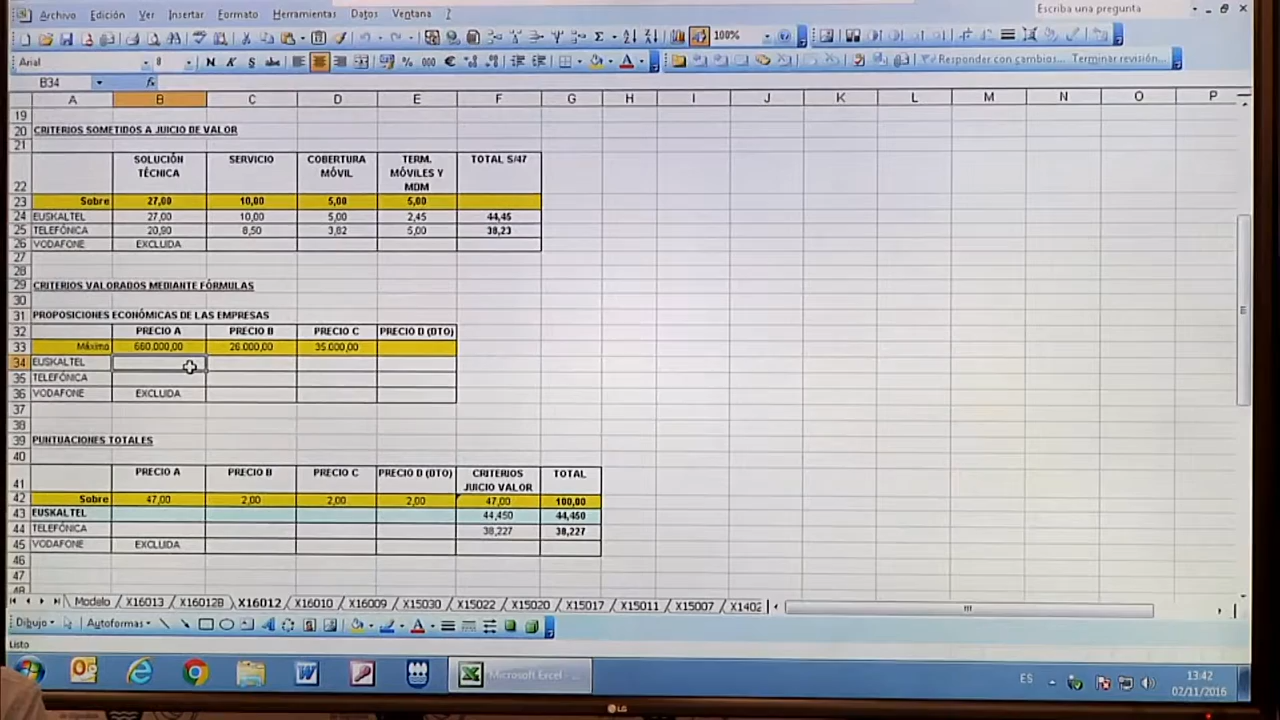 Archivo Edición Ver Insertar Formato Herramientas Datos Ventana ? Escriba una pregunta
100%
Arial 8 N K S abc % 000 € Responder con cambios... Terminar revisión...
B34 fx
A B C D E F G H I J K L M N O P
19
20 CRITERIOS SOMETIDOS A JUICIO DE VALOR
21
SOLUCIÓN SERVICIO COBERTURA TERM. TOTAL S/47
TÉCNICA MÓVIL MÓVILES Y
22 MDM
23 Sobre 27,00 10,00 5,00 5,00
24 EUSKALTEL 27,00 10,00 5,00 2,45 44,45
25 TELEFÓNICA 20,90 8,50 3,82 5,00 38,23
26 VODAFONE EXCLUIDA
27
28
29 CRITERIOS VALORADOS MEDIANTE FÓRMULAS
30
31 PROPOSICIONES ECONÓMICAS DE LAS EMPRESAS
32 PRECIO A PRECIO B PRECIO C PRECIO D (DTO)
33 Máximo 660.000,00 26.000,00 35.000,00
34 EUSKALTEL
35 TELEFÓNICA
36 VODAFONE EXCLUIDA
37
38
39 PUNTUACIONES TOTALES
40
PRECIO A PRECIO B PRECIO C PRECIO D (DTO) CRITERIOS TOTAL
41 JUICIO VALOR
42 Sobre 47,00 2,00 2,00 2,00 47,00 100,00
43 EUSKALTEL 44,450 44,450
44 TELEFÓNICA 38,227 38,227
45 VODAFONE EXCLUIDA
46
47
48
Modelo X16013 X16012B X16012 X16010 X16009 X15030 X15022 X15020 X15017 X15011 X15007 X1402
Dibujo Autoformas
Listo
Microsoft Excel - ... ES 13:42
02/11/2016
LG